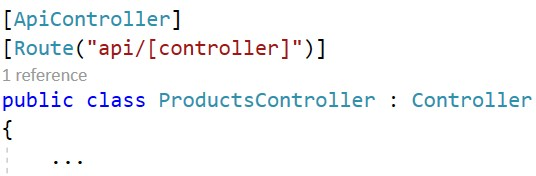 [ApiController]
[Route("api/[controller]")]
1 reference
public class ProductsController : Controller
{
...